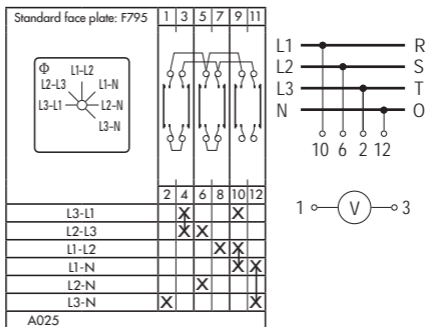 Standard face plate: F795 1 3 5 7 9 11
Φ
L1-L2
L2-L3 L1-N
L3-L1 L2-N
L3-N
2 4 6 8 10 12
L3-L1 X X
L2-L3 X X
L1-L2 X X
L1-N X X
L2-N X
L3-N X X
A025
L1 R
L2 S
L3 T
N O
10 6 2 12
1 V 3